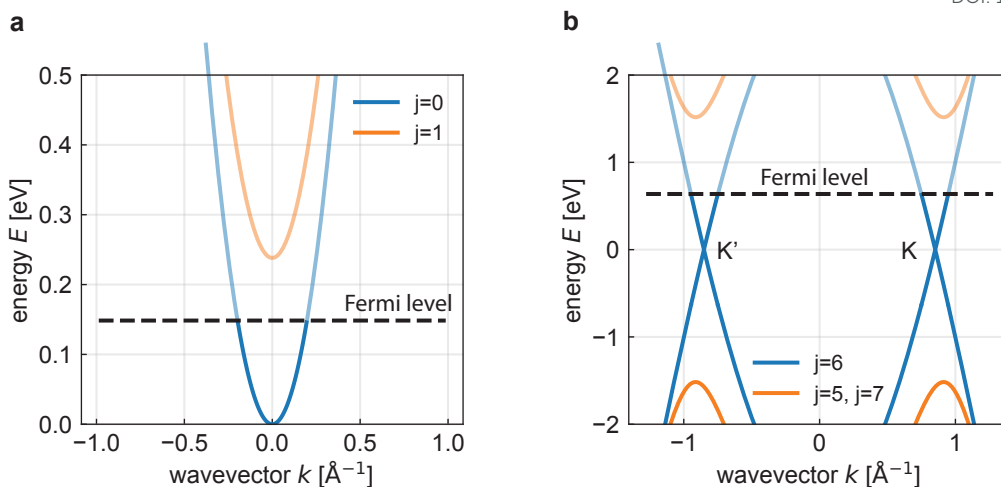 DOI: 1
a
0.5
0.4
0.3
0.2
0.1
0.0
energy E [eV]
j=0
j=1
Fermi level
−1.0 −0.5 0.0 0.5 1.0
wavevector k [Å⁻¹]
b
2
1
0
−1
−2
energy E [eV]
Fermi level
K’ K
j=6
j=5, j=7
−1 0 1
wavevector k [Å⁻¹]